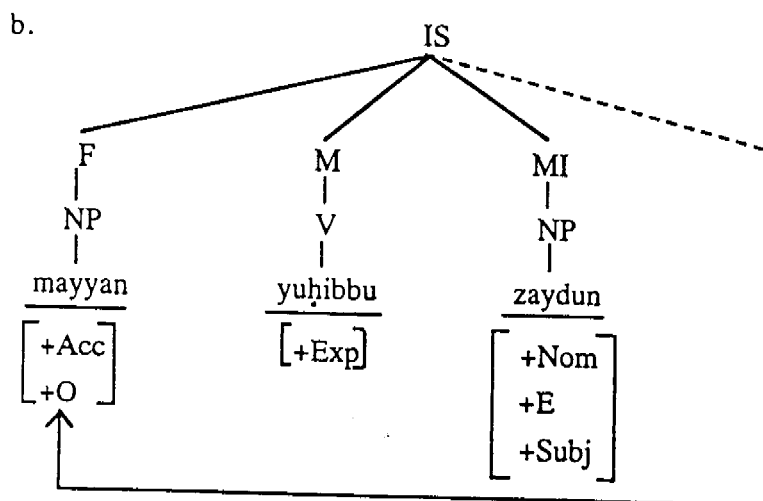 b.
IS
F M MI
NP V NP
mayyan yuḥibbu zaydun
[+Acc] [+Exp] [+Nom
+O] +E
+Subj]